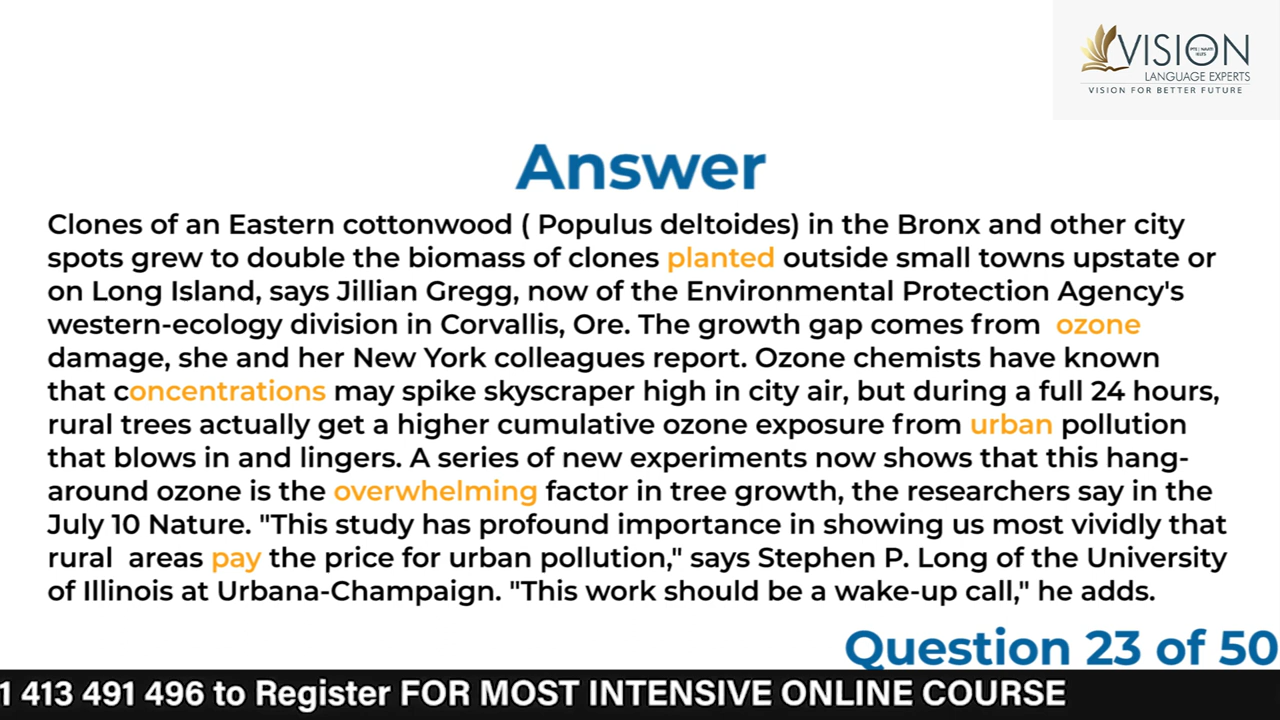 VISION
LANGUAGE EXPERTS
VISION FOR BETTER FUTURE
Answer
Clones of an Eastern cottonwood ( Populus deltoides) in the Bronx and other city
spots grew to double the biomass of clones planted outside small towns upstate or
on Long Island, says Jillian Gregg, now of the Environmental Protection Agency's
western-ecology division in Corvallis, Ore. The growth gap comes from ozone
damage, she and her New York colleagues report. Ozone chemists have known
that concentrations may spike skyscraper high in city air, but during a full 24 hours,
rural trees actually get a higher cumulative ozone exposure from urban pollution
that blows in and lingers. A series of new experiments now shows that this hang-
around ozone is the overwhelming factor in tree growth, the researchers say in the
July 10 Nature. "This study has profound importance in showing us most vividly that
rural areas pay the price for urban pollution," says Stephen P. Long of the University
of Illinois at Urbana-Champaign. "This work should be a wake-up call," he adds.
Question 23 of 50
1 413 491 496 to Register FOR MOST INTENSIVE ONLINE COURSE